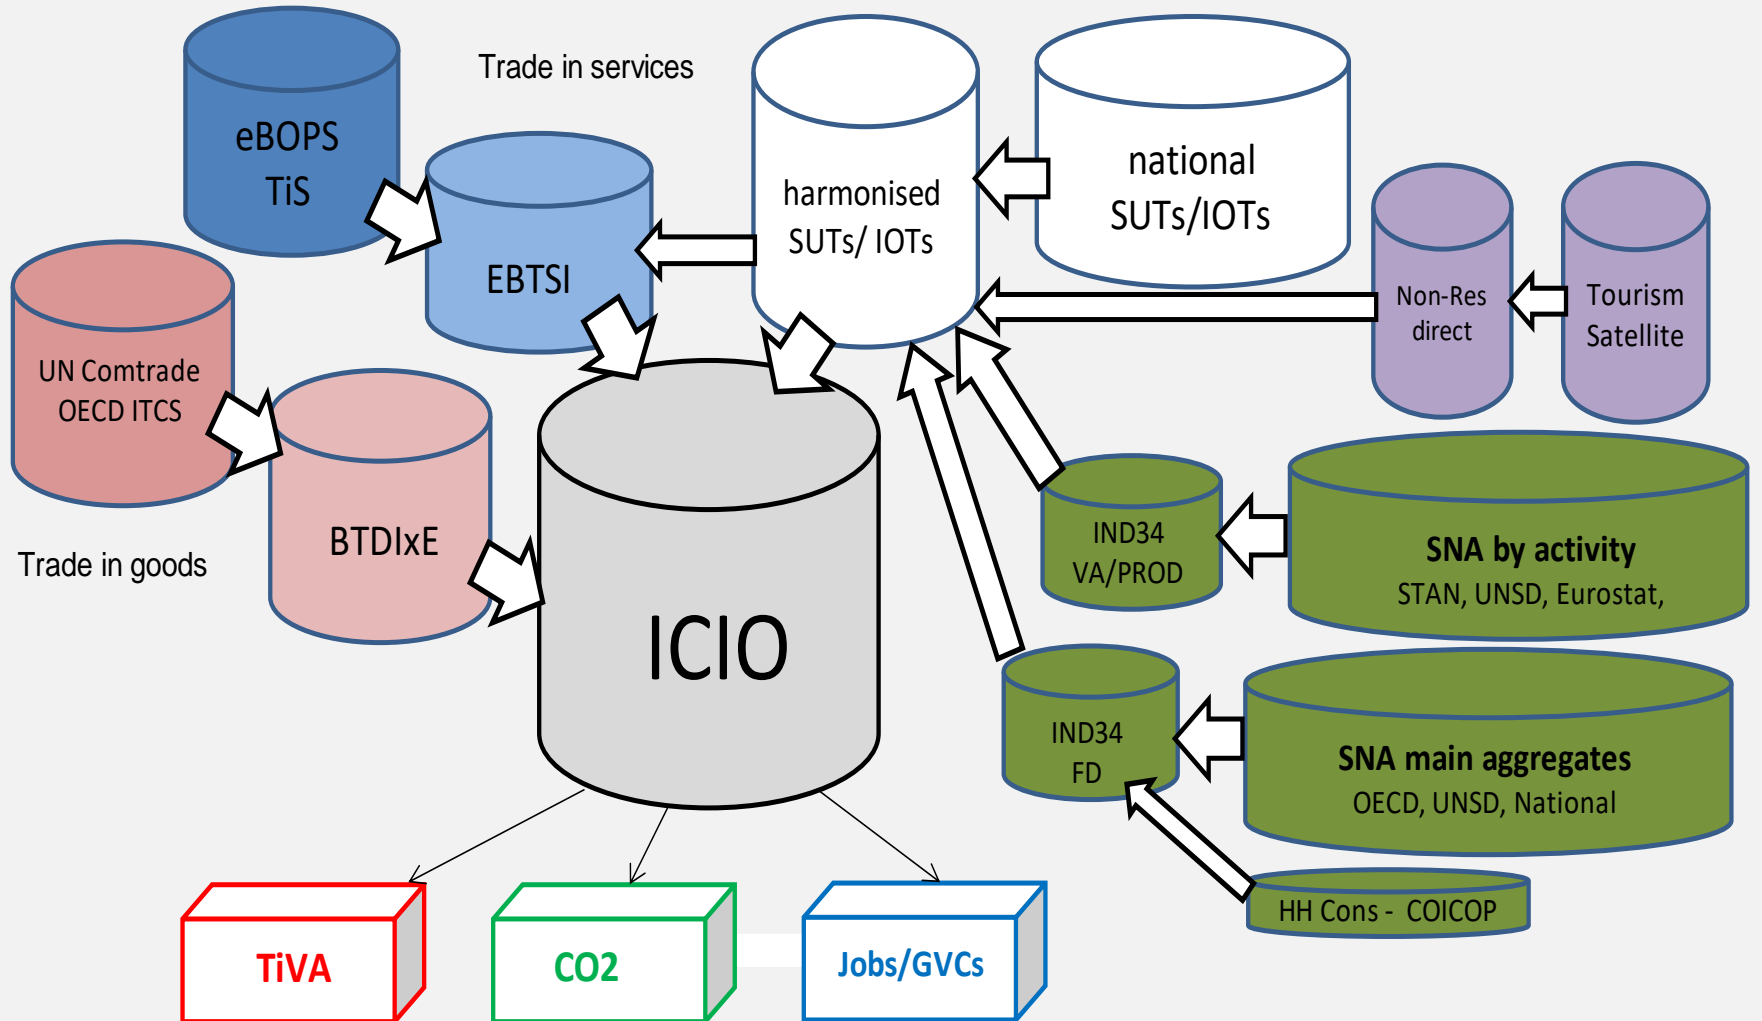 Trade in services
eBOPS
TiS
EBTSI
harmonised
SUTs/ IOTs
national
SUTs/IOTs
Non-Res
direct
Tourism
Satellite
UN Comtrade
OECD ITCS
BTDIxE
Trade in goods
ICIO
IND34
VA/PROD
SNA by activity
STAN, UNSD, Eurostat,
IND34
FD
SNA main aggregates
OECD, UNSD, National
HH Cons - COICOP
TiVA
CO2
Jobs/GVCs